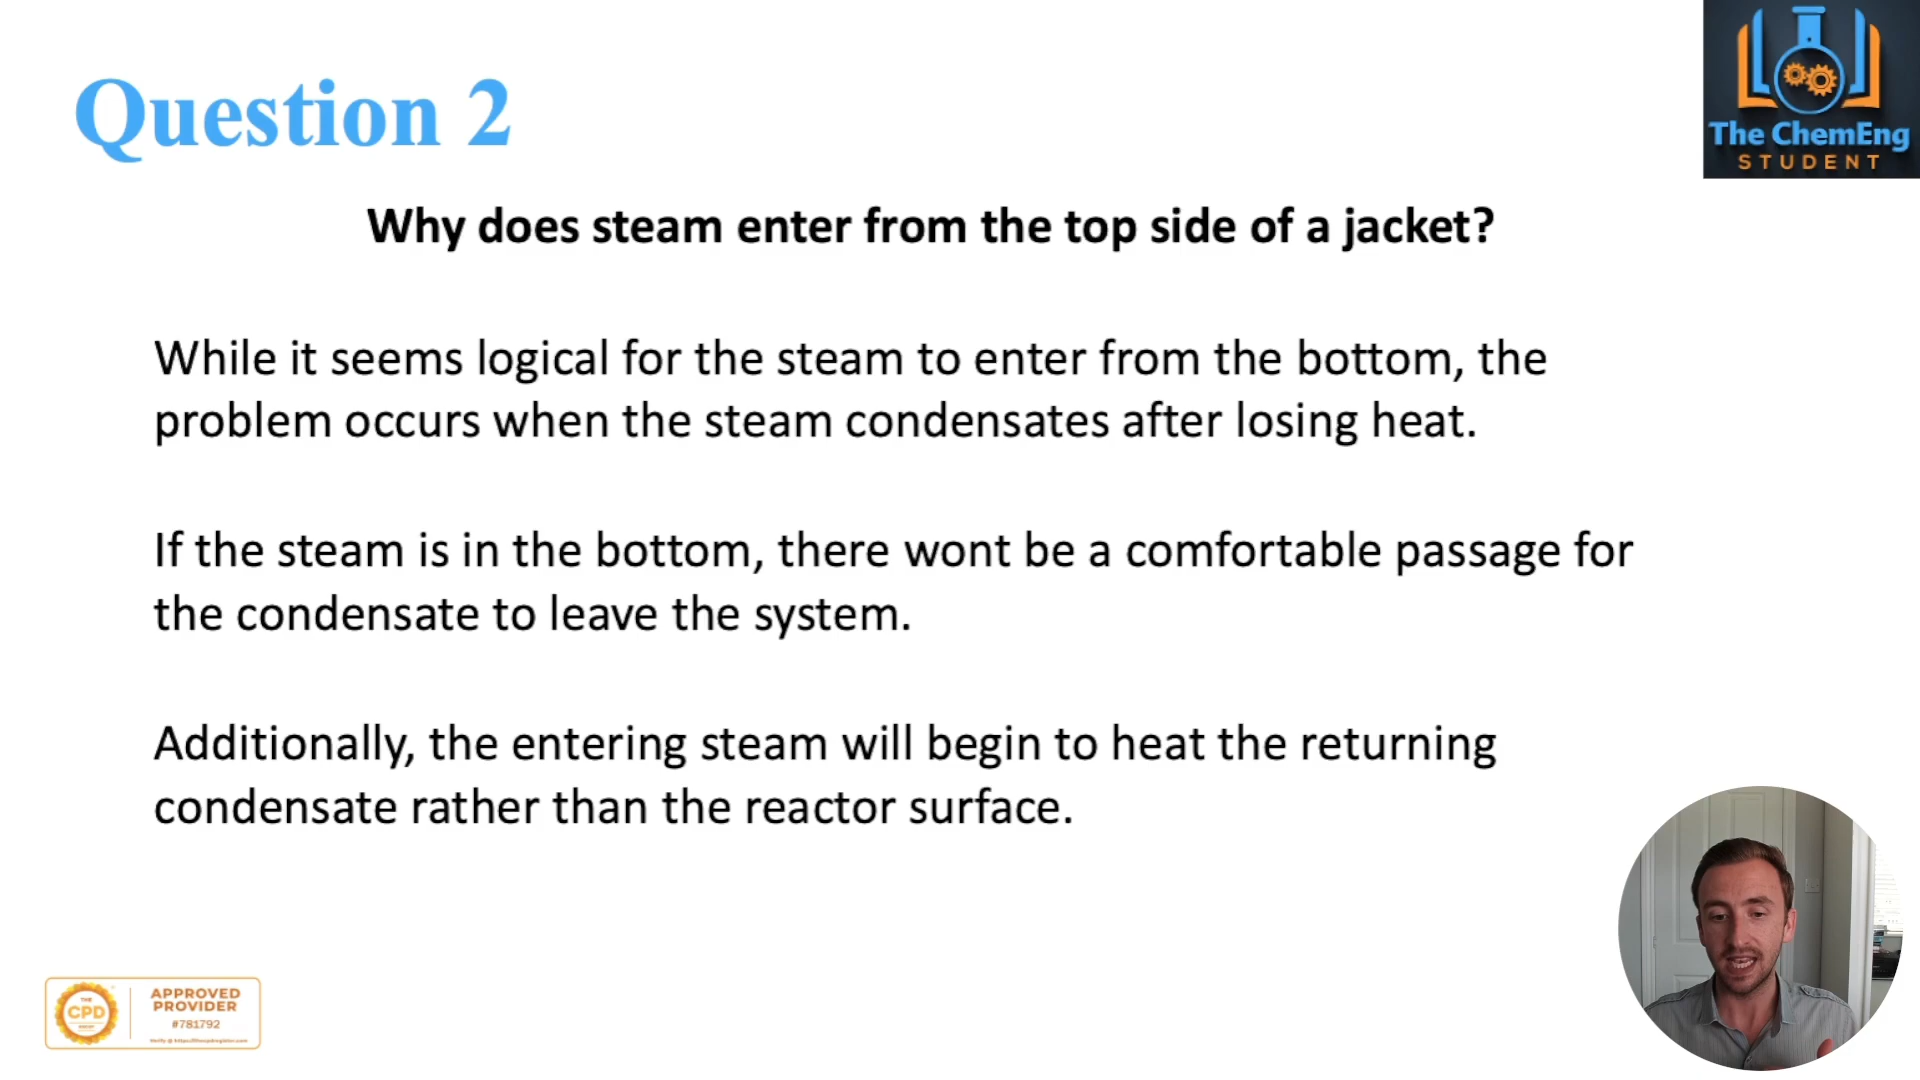 Question 2
The ChemEng
STUDENT
Why does steam enter from the top side of a jacket?
While it seems logical for the steam to enter from the bottom, the
problem occurs when the steam condensates after losing heat.
If the steam is in the bottom, there wont be a comfortable passage for
the condensate to leave the system.
Additionally, the entering steam will begin to heat the returning
condensate rather than the reactor surface.
THE
CPD
APPROVED
PROVIDER
#781792